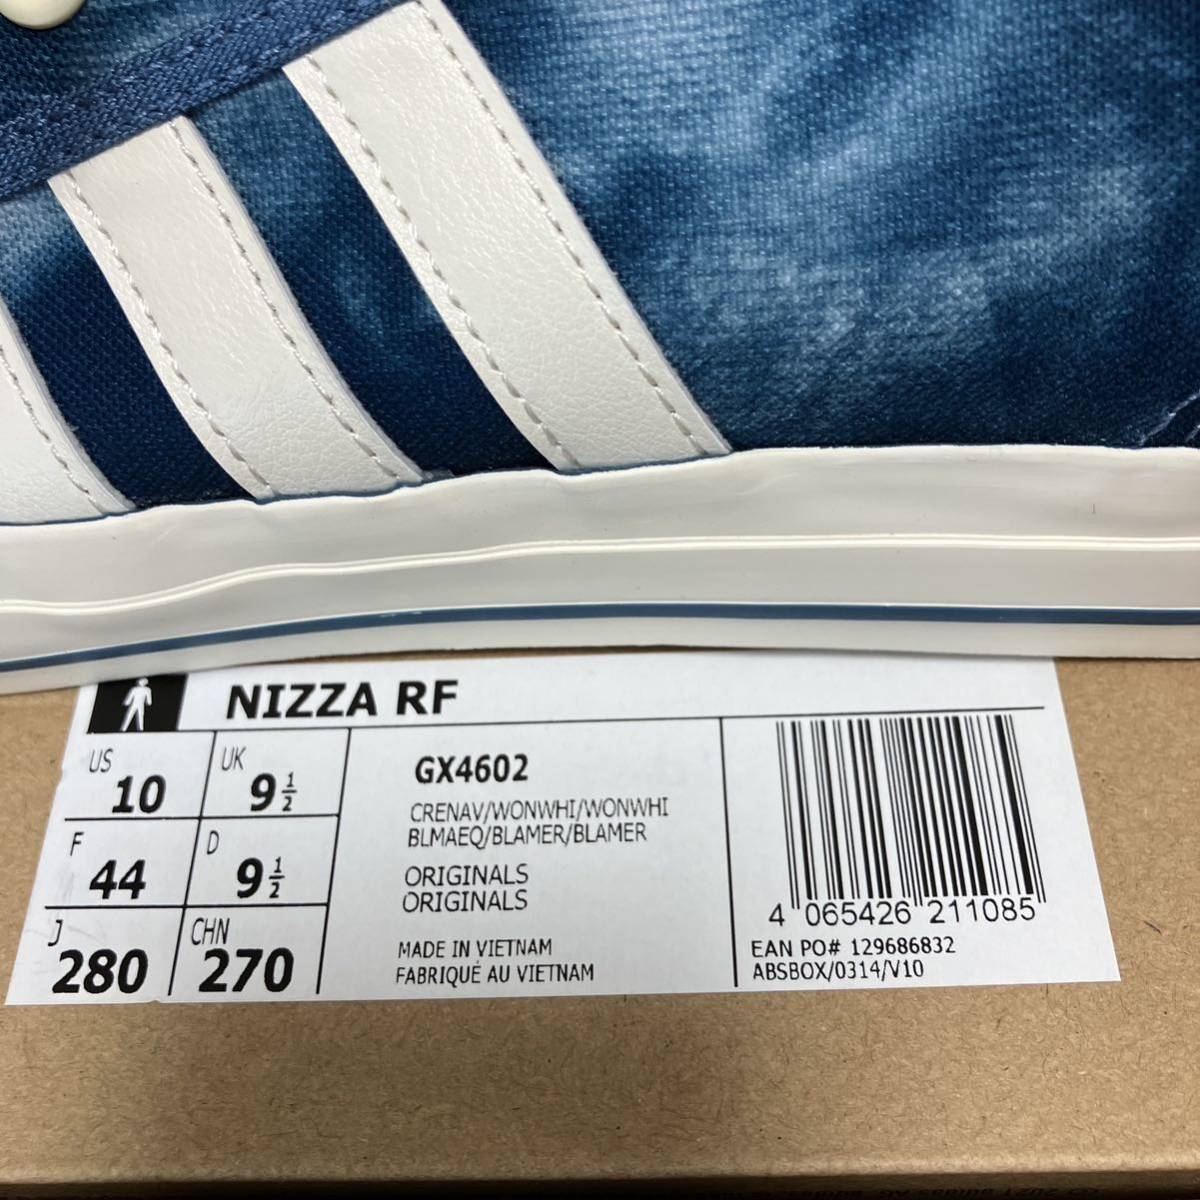 NIZZA RF
US 10
UK 9 1/2
F 44
D 9 1/2
J 280
CHN 270
GX4602
CRENAV/WONWHI/WONWHI
BLMAEQ/BLAMER/BLAMER
ORIGINALS
ORIGINALS
MADE IN VIETNAM
FABRIQUÉ AU VIETNAM
4 065426 211085
EAN PO# 129686832
ABSBOX/0314/V10